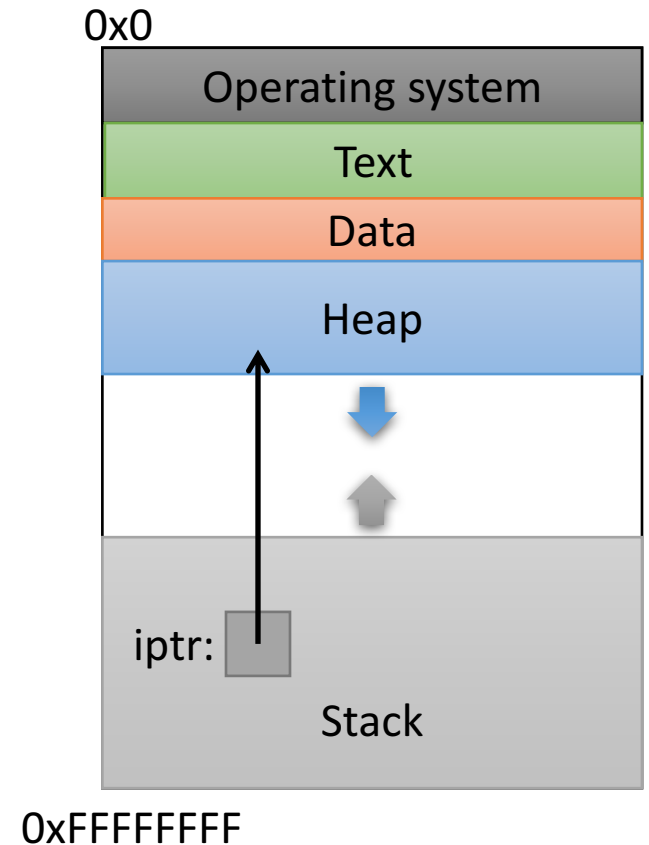 0x0
Operating system
Text
Data
Heap
iptr:
Stack
0xFFFFFFFF